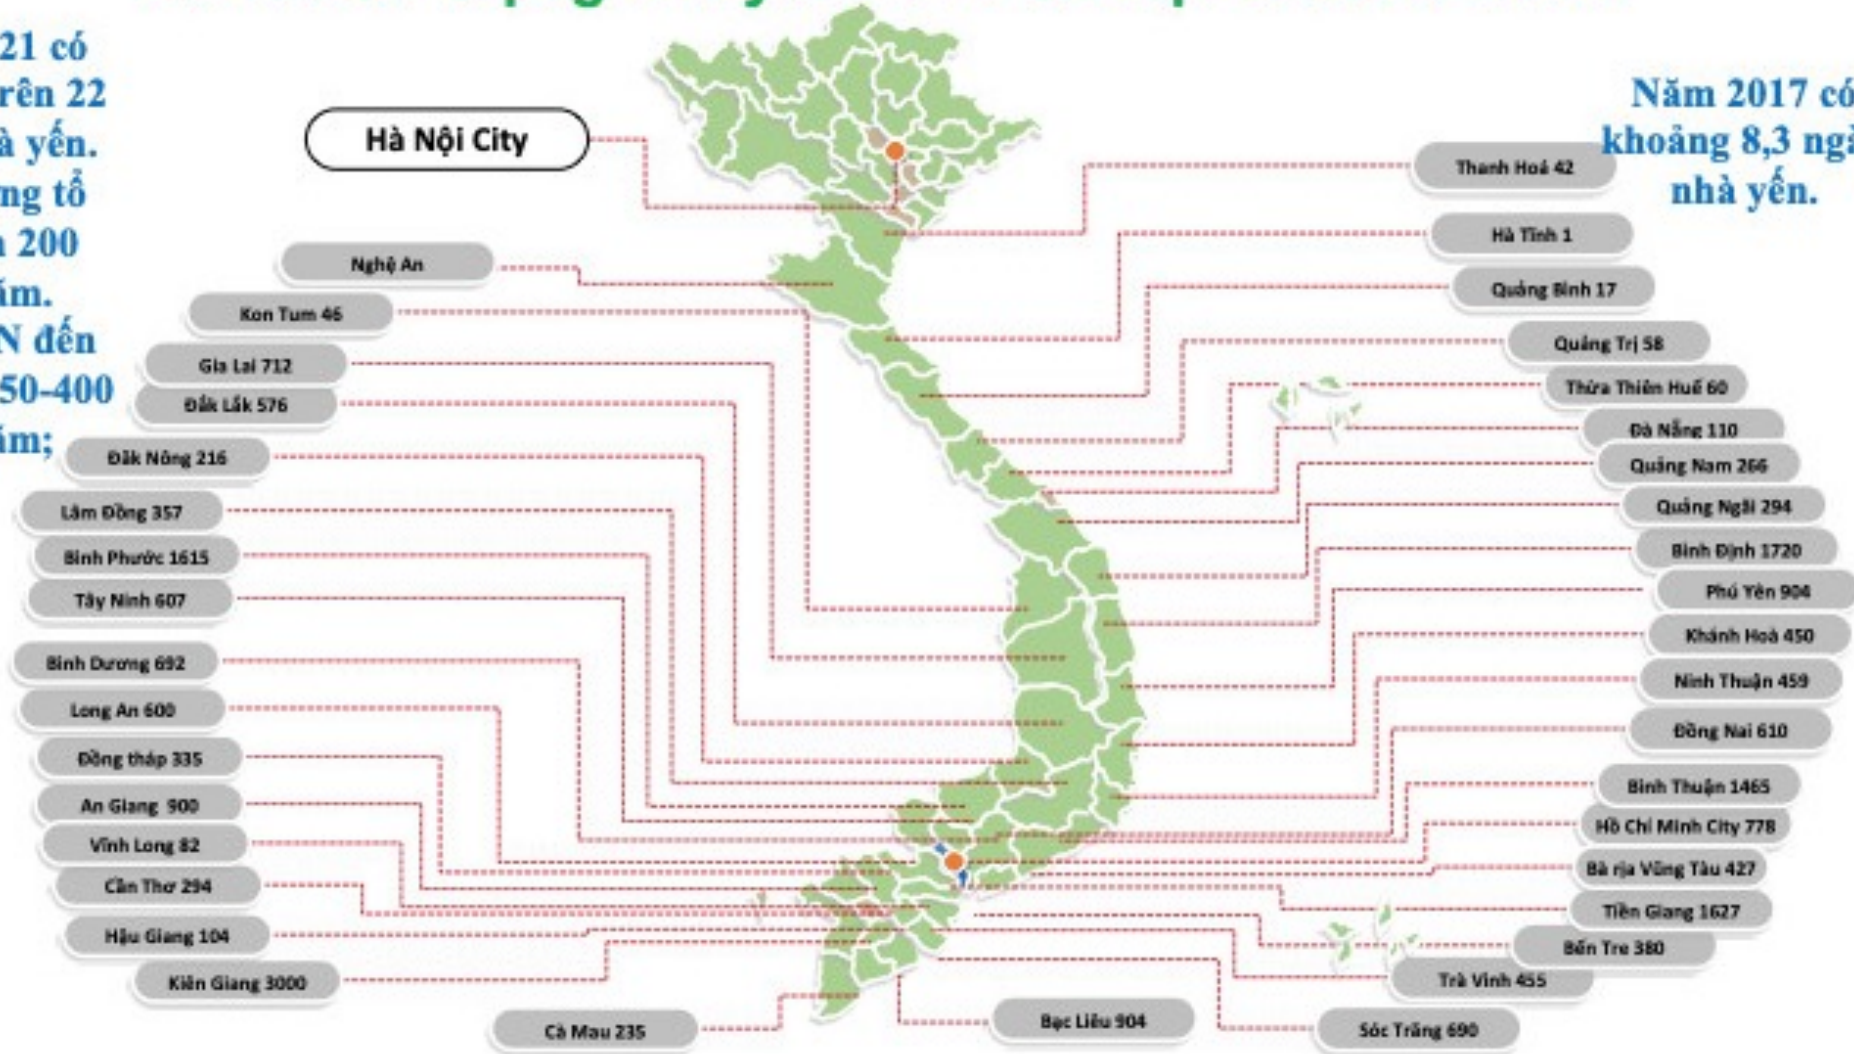 21 có
rên 22
à yến.
ng tổ
200
ăm.
N đến
50-400
ăm;
Năm 2017 có
khoảng 8,3 ngà
nhà yến.
Hà Nội City
Nghệ An
Kon Tum 46
Gia Lai 712
Đắk Lắk 576
Đăk Nông 216
Lâm Đồng 357
Bình Phước 1615
Tây Ninh 607
Bình Dương 692
Long An 600
Đồng tháp 335
An Giang 900
Vĩnh Long 82
Cần Thơ 294
Hậu Giang 104
Kiên Giang 3000
Cà Mau 235
Bạc Liêu 904
Thanh Hoá 42
Hà Tĩnh 1
Quảng Bình 17
Quảng Trị 58
Thừa Thiên Huế 60
Đà Nẵng 110
Quảng Nam 266
Quảng Ngãi 294
Bình Định 1720
Phú Yên 904
Khánh Hoà 450
Ninh Thuận 459
Đồng Nai 610
Bình Thuận 1465
Hồ Chí Minh City 778
Bà rịa Vũng Tàu 427
Tiền Giang 1627
Bến Tre 380
Trà Vinh 455
Sóc Trăng 690